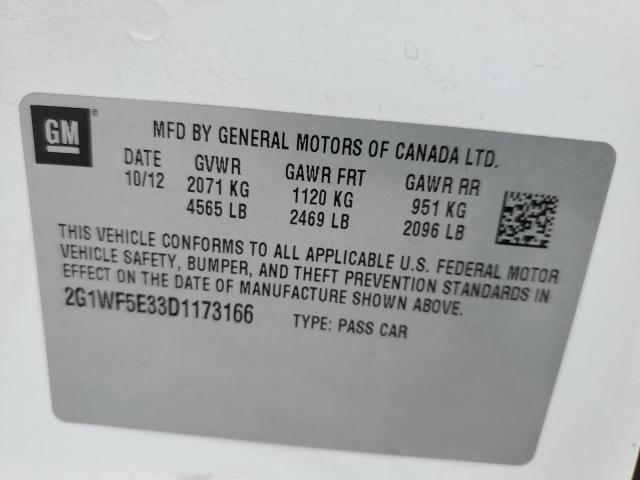 GM ®
MFD BY GENERAL MOTORS OF CANADA LTD.
DATE GVWR GAWR FRT GAWR RR
10/12 2071 KG 1120 KG 951 KG
4565 LB 2469 LB 2096 LB
THIS VEHICLE CONFORMS TO ALL APPLICABLE U.S. FEDERAL MOTOR
VEHICLE SAFETY, BUMPER, AND THEFT PREVENTION STANDARDS IN
EFFECT ON THE DATE OF MANUFACTURE SHOWN ABOVE.
2G1WF5E33D1173166 TYPE: PASS CAR